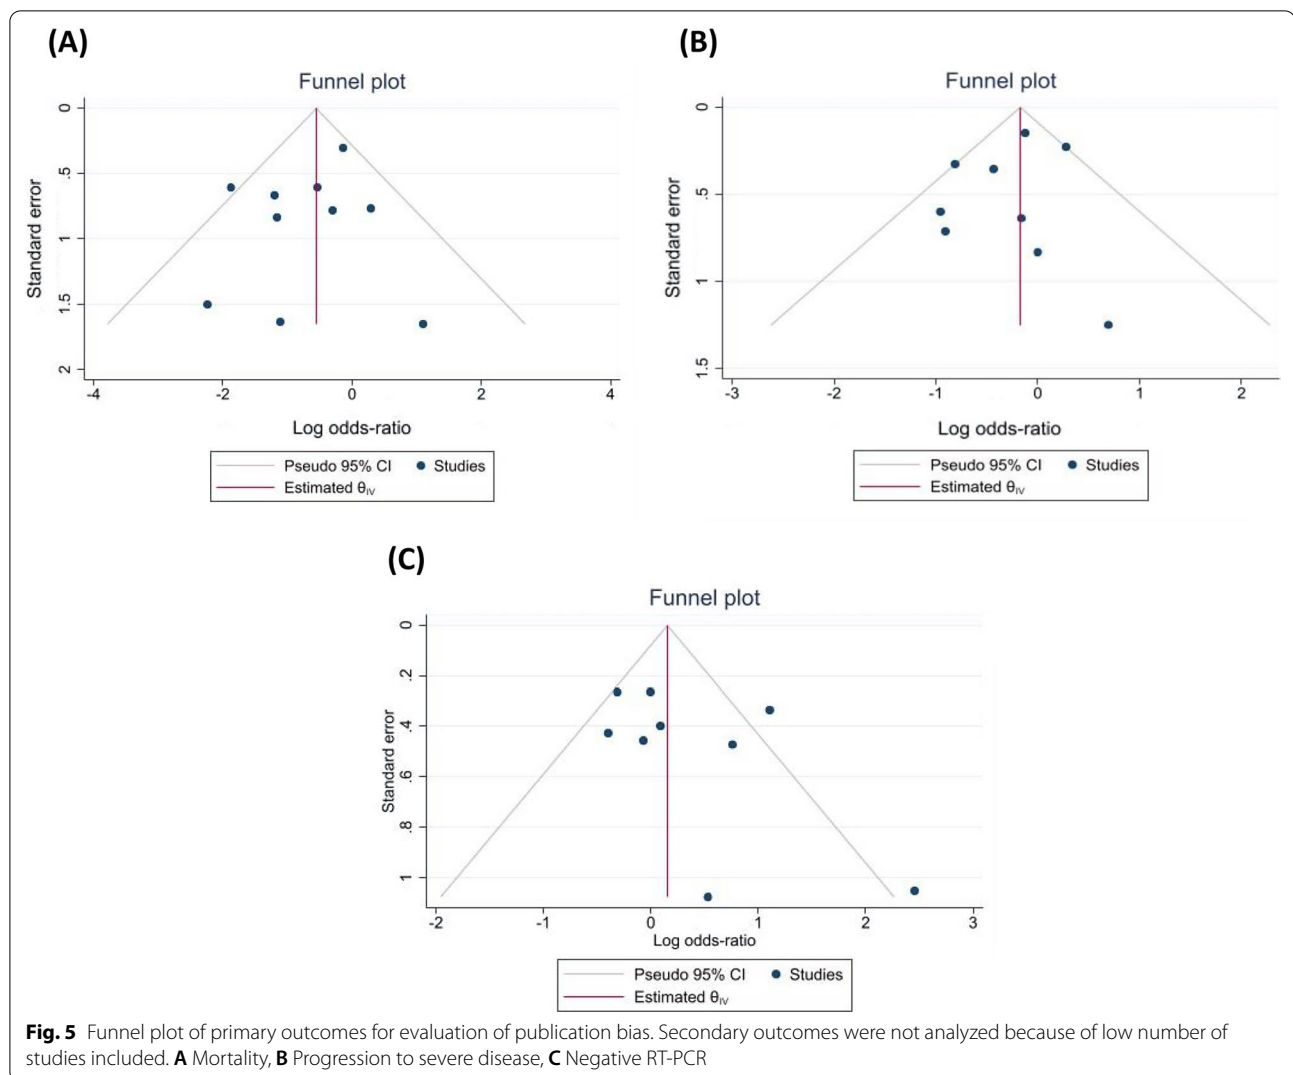 (A)
Funnel plot
0
.5
1
1.5
2
Standard error
-4
-2
0
2
4
Log odds-ratio
Pseudo 95% CI
Studies
Estimated θIV
(B)
Funnel plot
0
.5
1
1.5
Standard error
-3
-2
-1
0
1
2
Log odds-ratio
Pseudo 95% CI
Studies
Estimated θIV
(C)
Funnel plot
0
.2
.4
.6
.8
1
Standard error
-2
-1
0
1
2
3
Log odds-ratio
Pseudo 95% CI
Studies
Estimated θIV
Fig. 5 Funnel plot of primary outcomes for evaluation of publication bias. Secondary outcomes were not analyzed because of low number of
studies included. A Mortality, B Progression to severe disease, C Negative RT-PCR